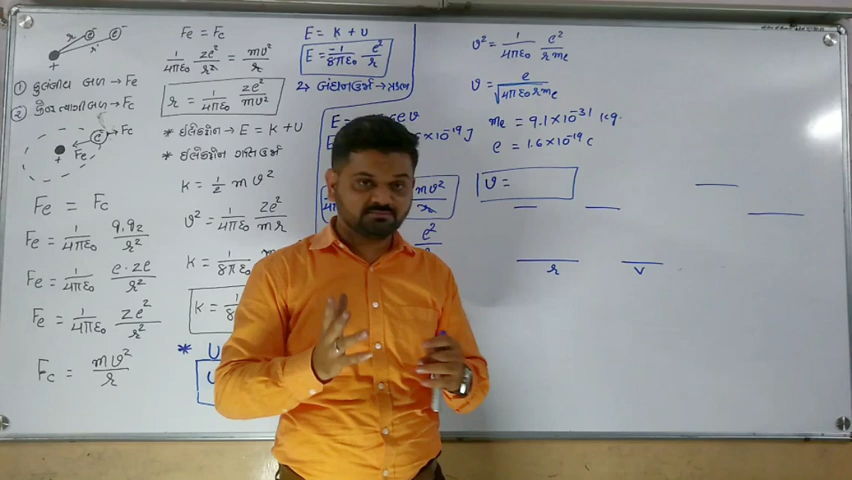 r e⁻ e⁻
r'
+
① કુલંબીય બળ → Fe
② કેન્દ્રત્યાગી બળ → Fc
e⁻ → Fc
Fe
+
Fe = Fc
Fe = 1/4πε₀ q₁q₂/r²
Fe = 1/4πε₀ e·ze/r²
Fe = 1/4πε₀ ze²/r²
Fc = mv²/r
Fe = Fc
1/4πε₀ ze²/r² = mv²/r
r = 1/4πε₀ ze²/mv²
* ઈલેક્ટ્રોન → E = K + U
* ઈલેક્ટ્રોન ગતિઉર્જા
K = 1/2 mv²
v² = 1/4πε₀ ze²/mr
K = 1/8πε₀
K = 1/8
* U
E = K + U
E = -1/8πε₀ e²/r
2→ બંધનઉર્જા →
E = eV
E × 10⁻¹⁹ J
mv²/r
e²
v² = 1/4πε₀ e²/rme
v = e/√4πε₀rme
me = 9.1×10⁻³¹ kg.
e = 1.6×10⁻¹⁹ C
v =
r v